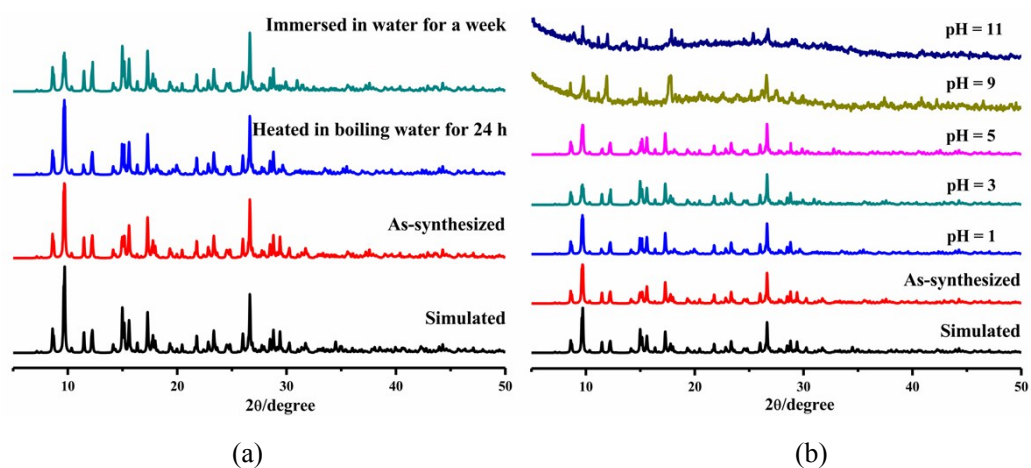 Immersed in water for a week
Heated in boiling water for 24 h
As-synthesized
Simulated
10 20 30 40 50
2θ/degree
(a)
pH = 11
pH = 9
pH = 5
pH = 3
pH = 1
As-synthesized
Simulated
10 20 30 40 50
2θ/degree
(b)